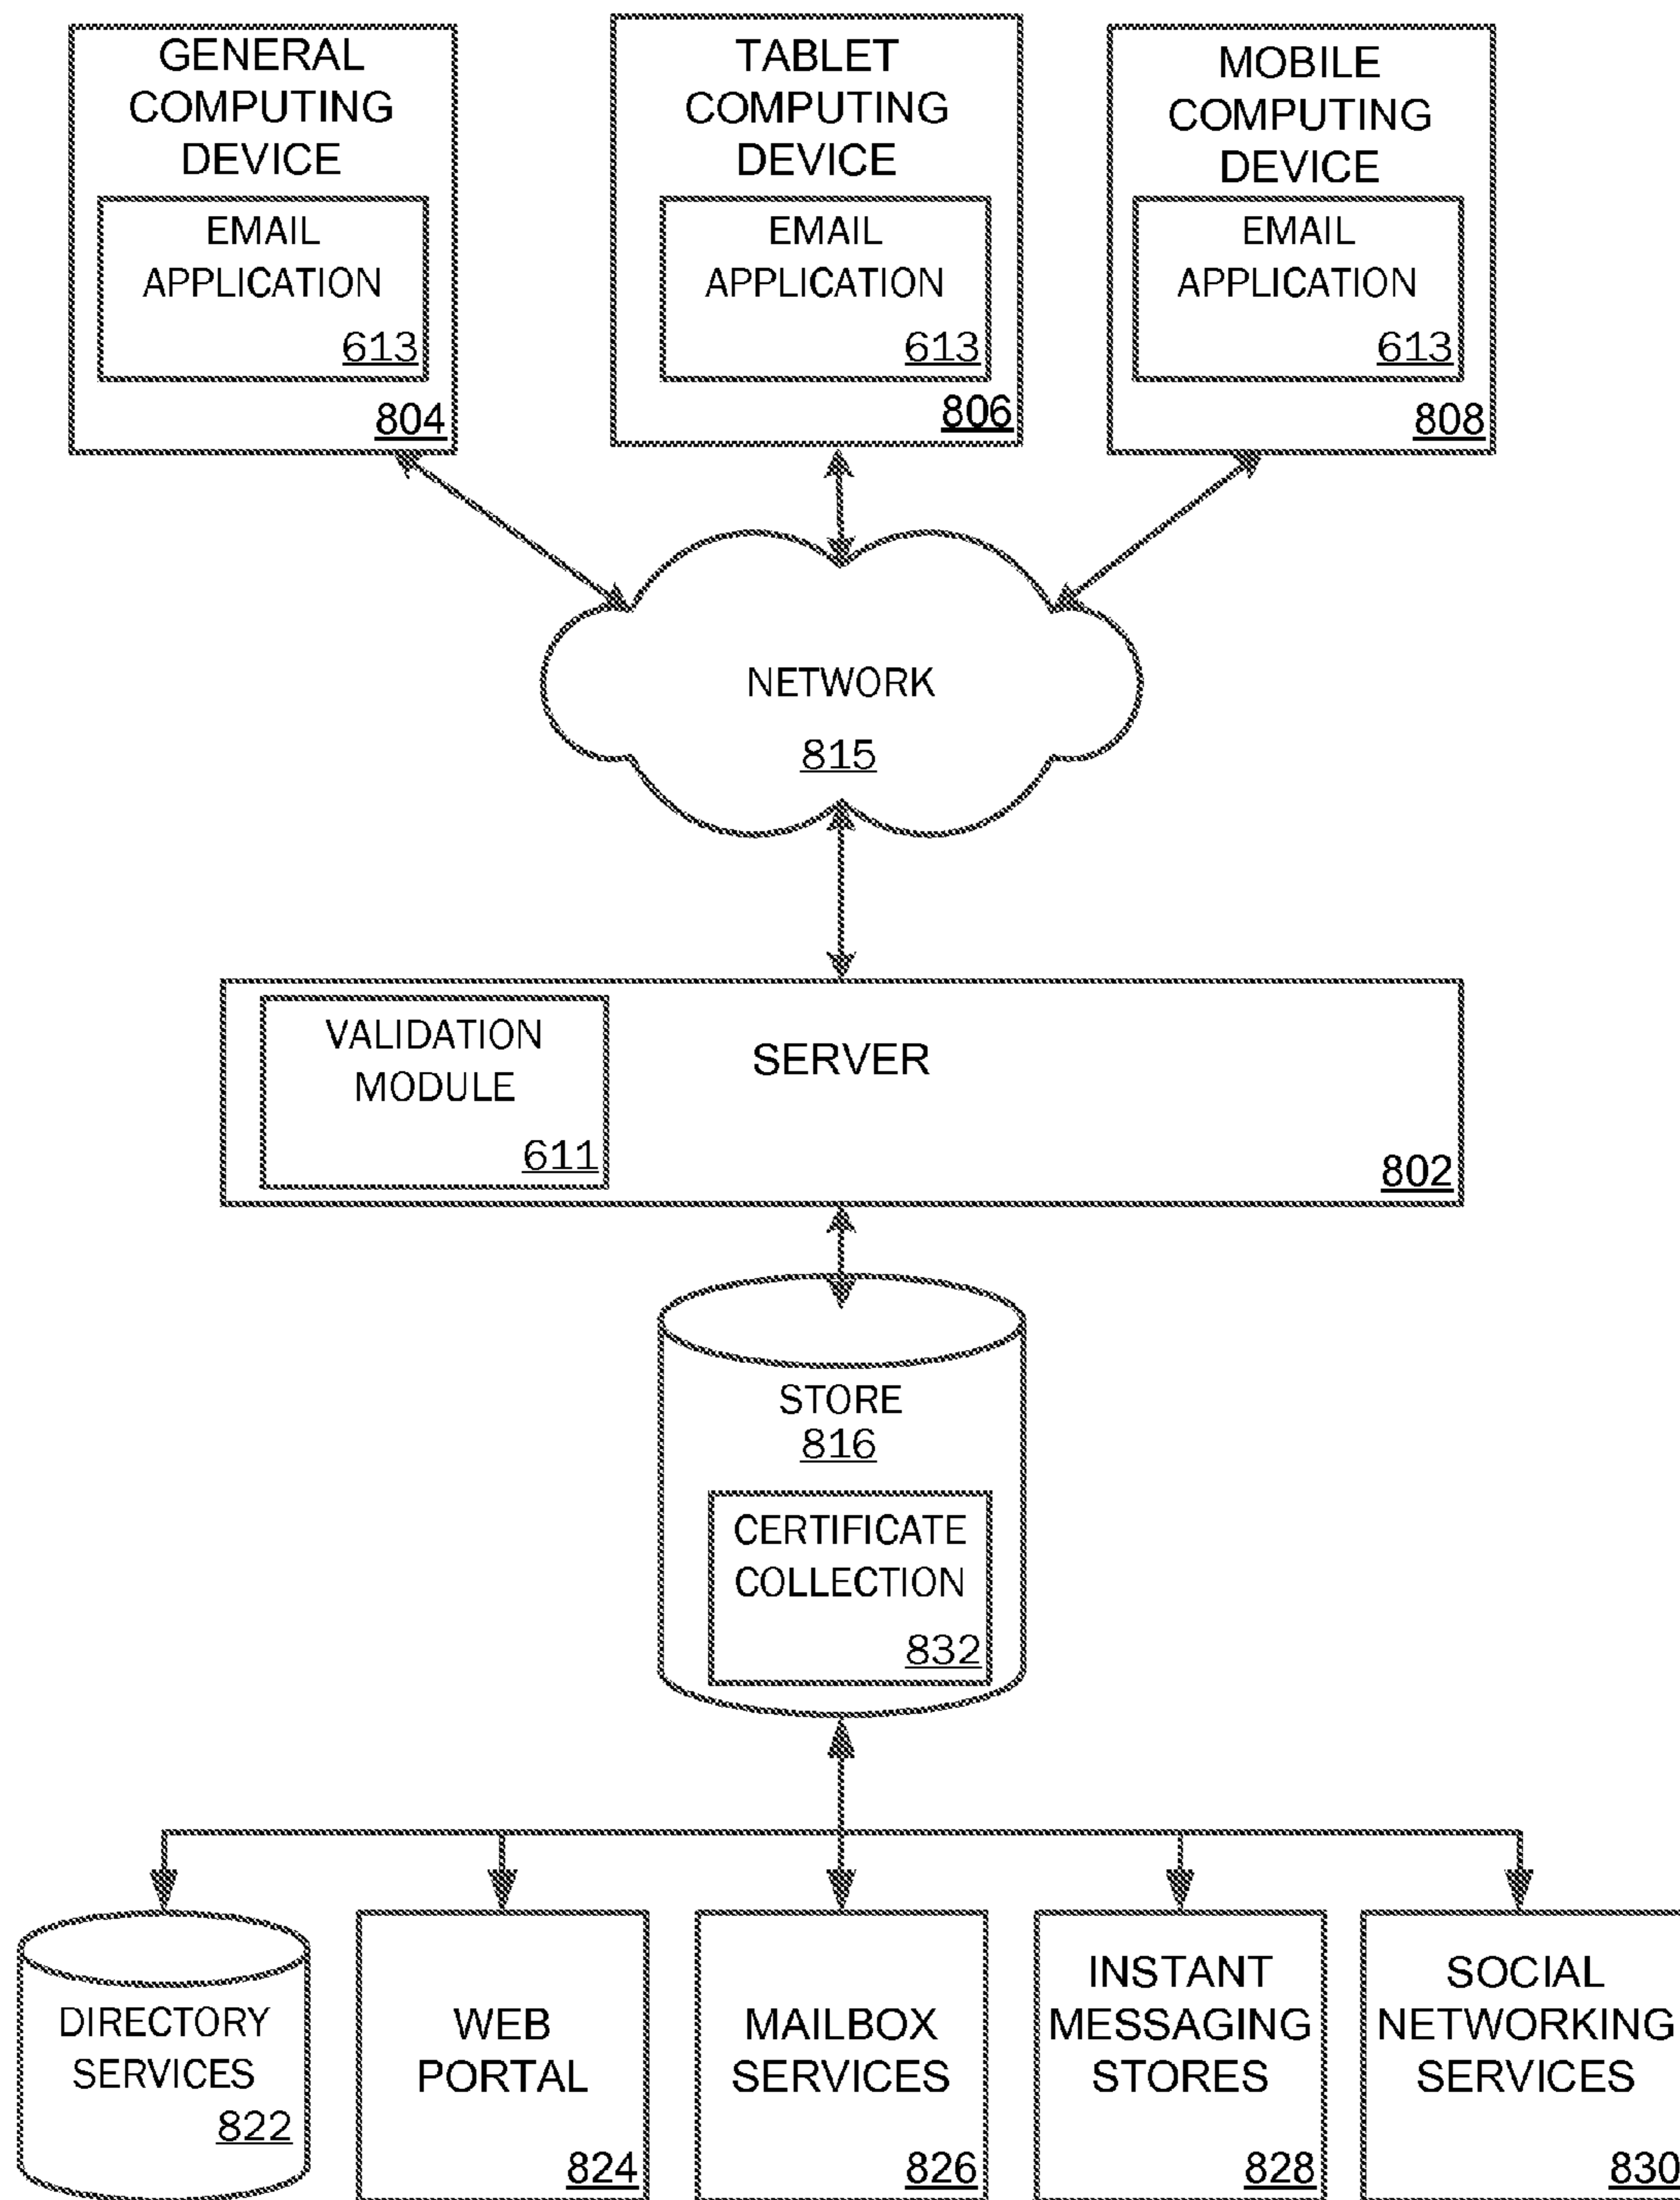 GENERAL
COMPUTING
DEVICE
EMAIL
APPLICATION
613
804
TABLET
COMPUTING
DEVICE
EMAIL
APPLICATION
613
806
MOBILE
COMPUTING
DEVICE
EMAIL
APPLICATION
613
808
NETWORK
815
VALIDATION
MODULE
611
SERVER
802
STORE
816
CERTIFICATE
COLLECTION
832
DIRECTORY
SERVICES
822
WEB
PORTAL
824
MAILBOX
SERVICES
826
INSTANT
MESSAGING
STORES
828
SOCIAL
NETWORKING
SERVICES
830